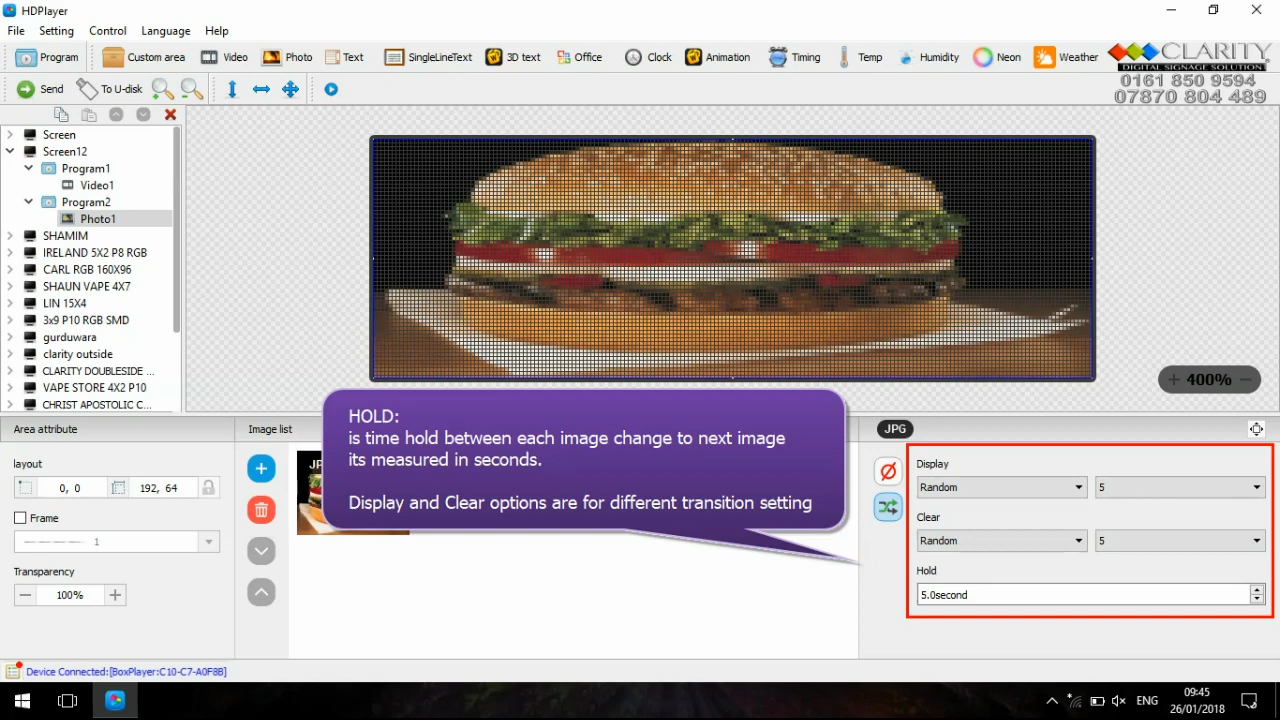 HDPlayer
File Setting Control Language Help
Program Custom area Video Photo Text SingleLineText 3D text Office Clock Animation Timing Temp Humidity Neon Weather
CLARITY
DIGITAL SIGNAGE SOLUTION
0161 850 9594
07870 804 489
Send To U-disk
Screen
Screen12
Program1
Video1
Program2
Photo1
SHAMIM
IRELAND 5X2 P8 RGB
CARL RGB 160X96
SHAUN VAPE 4X7
LIN 15X4
3x9 P10 RGB SMD
gurduwara
clarity outside
CLARITY DOUBLESIDE ...
VAPE STORE 4X2 P10
CHRIST APOSTOLIC C...
+ 400% −
Area attribute
layout
0, 0 192, 64
Frame
1
Transparency
− 100% +
Image list
HOLD:
is time hold between each image change to next image
its measured in seconds.
Display and Clear options are for different transition setting
JPG
Display
Random 5
Clear
Random 5
Hold
5.0second
Device Connected:[BoxPlayer:C10-C7-A0F8B]
ENG
09:45
26/01/2018